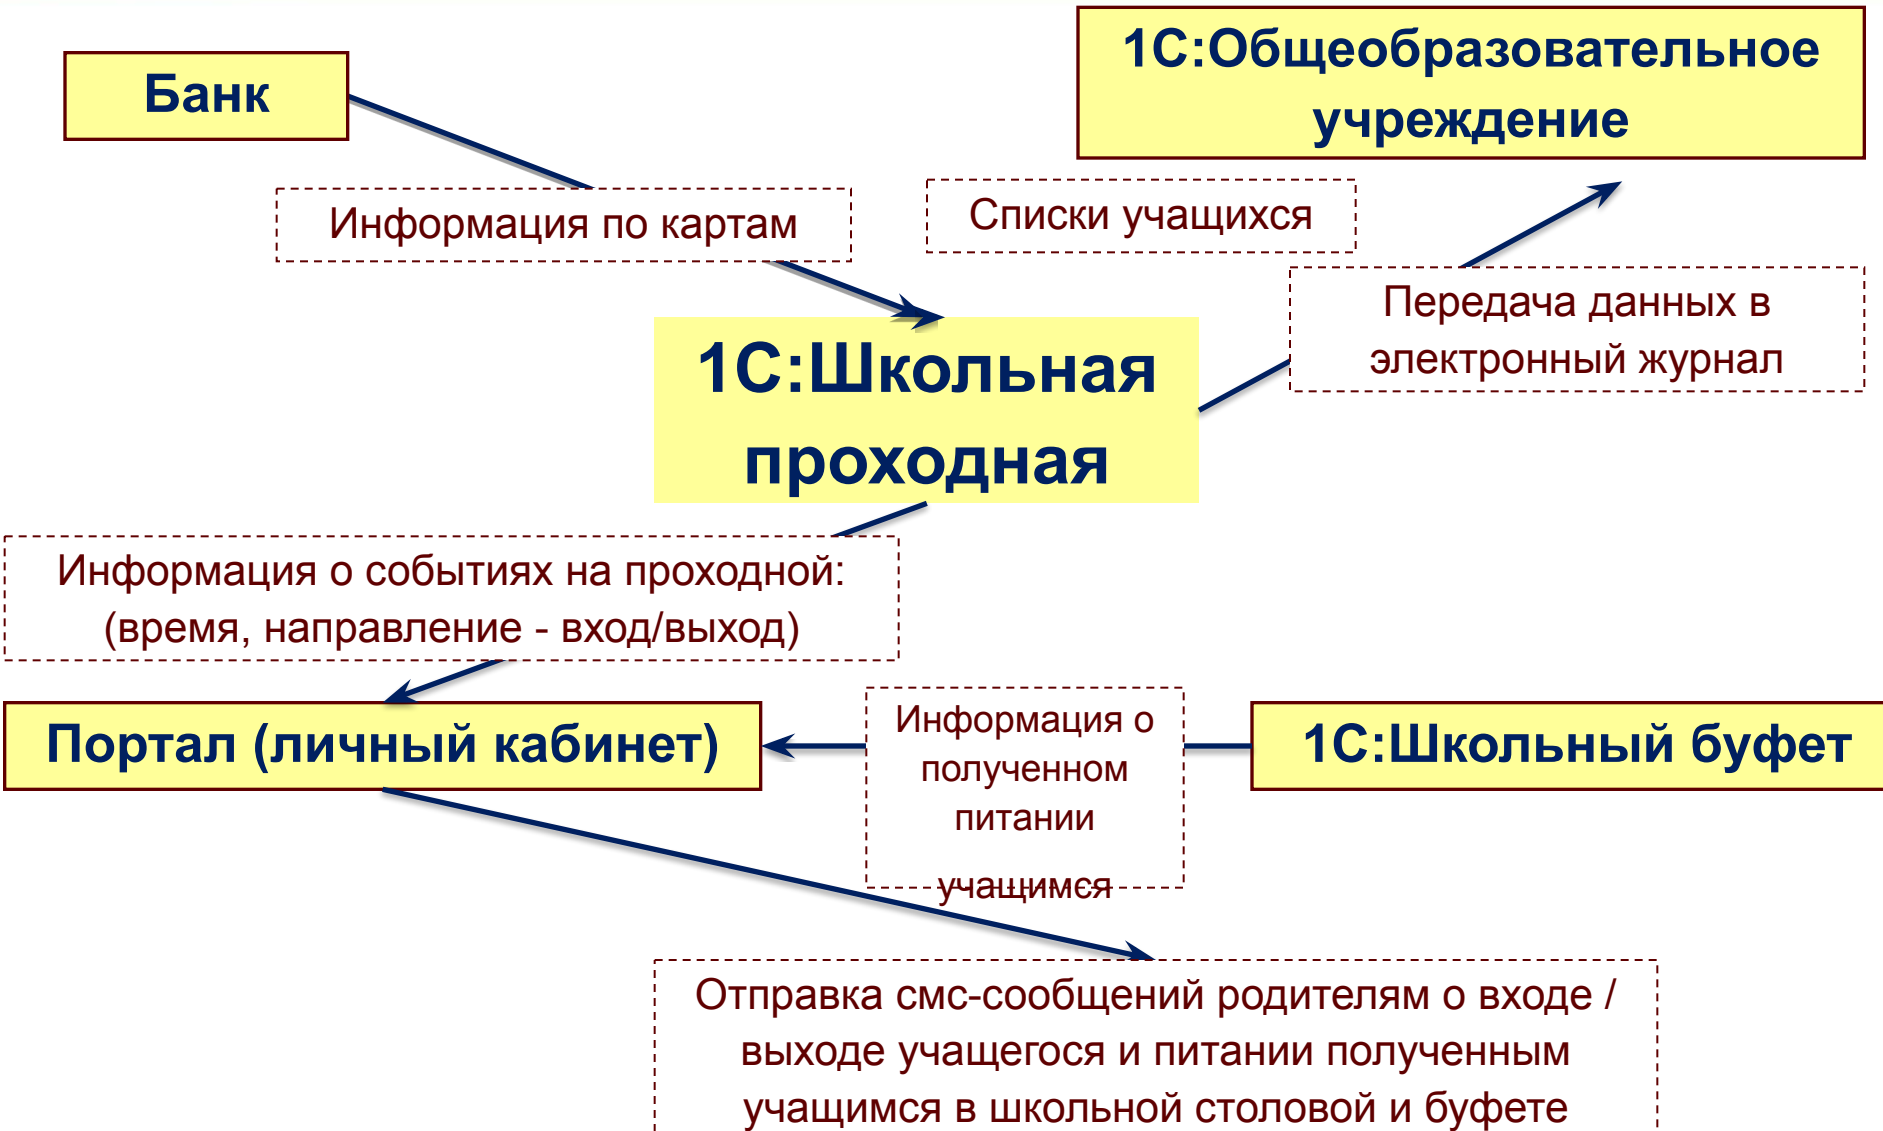 Банк
1С:Общеобразовательное
учреждение
Информация по картам
Списки учащихся
Передача данных в
электронный журнал
1С:Школьная
проходная
Информация о событиях на проходной:
(время, направление - вход/выход)
Портал (личный кабинет)
Информация о
полученном
питании
учащимся
1С:Школьный буфет
Отправка смс-сообщений родителям о входе /
выходе учащегося и питании полученным
учащимся в школьной столовой и буфете